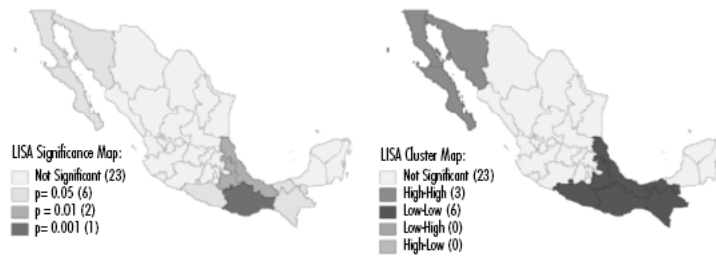 LISA Significance Map:
Not Significant (23)
p= 0.05 (6)
p= 0.01 (2)
p= 0.001 (1)
LISA Cluster Map:
Not Significant (23)
High-High (3)
Low-Low (6)
Low-High (0)
High-Low (0)